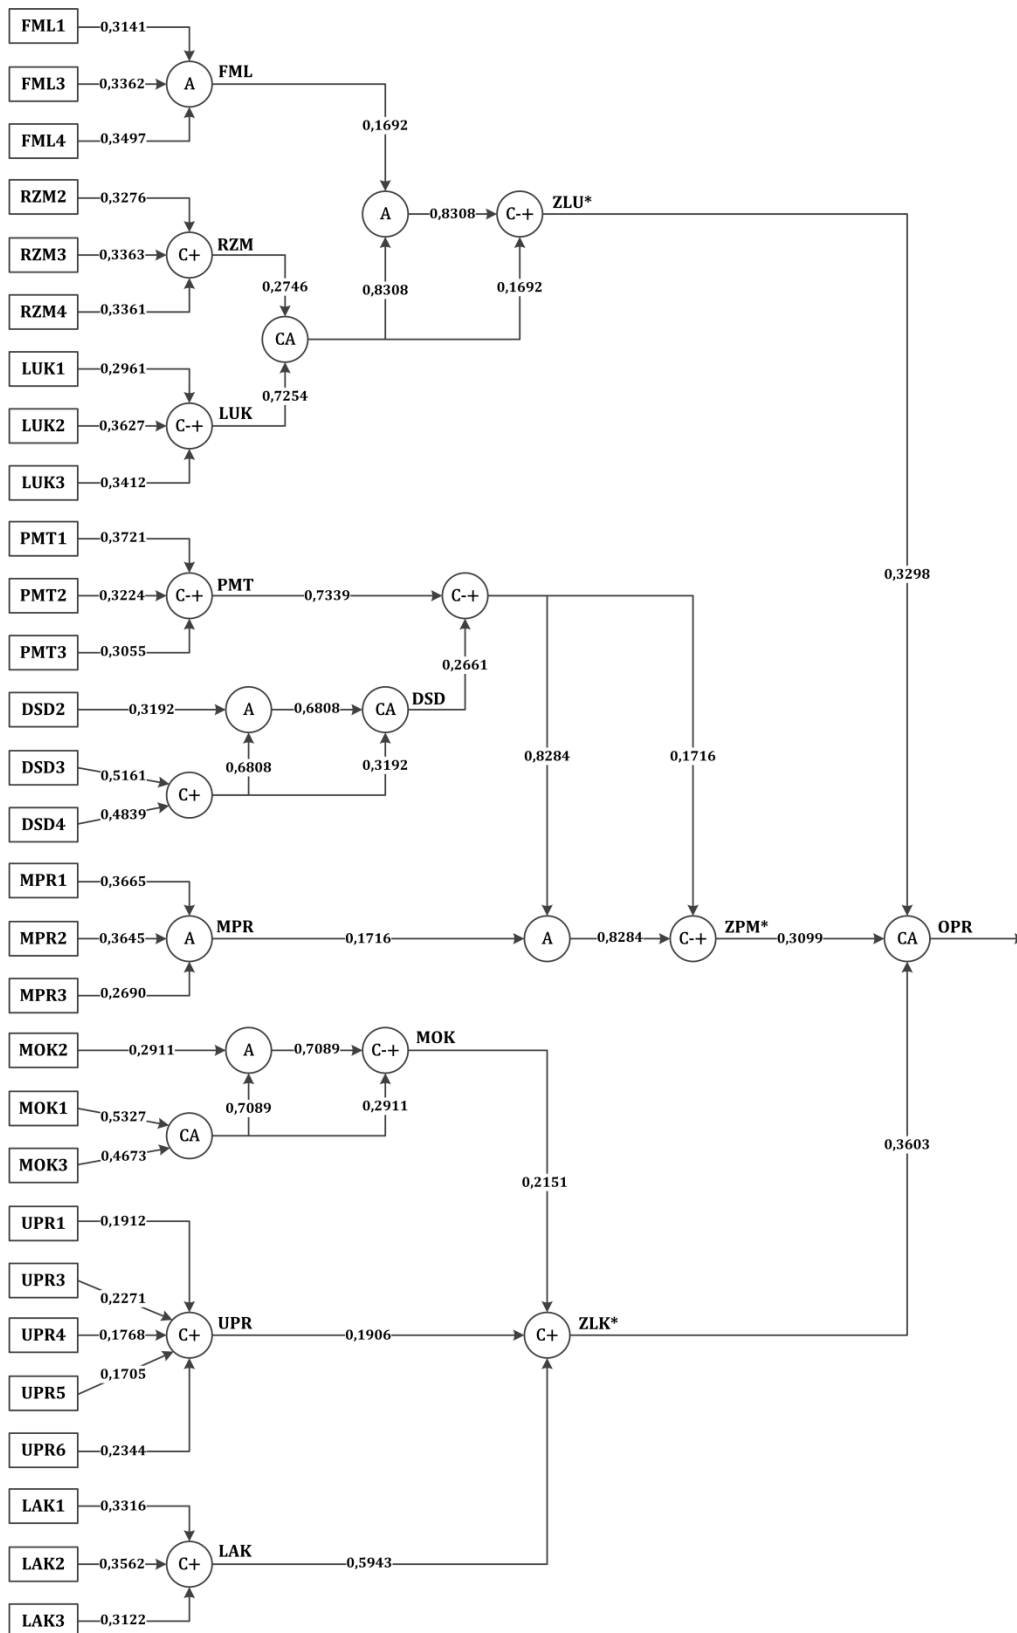 FML1 0,3141
FML3 0,3362 A FML
FML4 0,3497
0,1692
RZM2 0,3276
A 0,8308 C-+ ZLU*
RZM3 0,3363 C+ RZM
0,2746 0,8308 0,1692
RZM4 0,3361
CA
LUK1 0,2961
0,7254
LUK2 0,3627 C-+ LUK
LUK3 0,3412
PMT1 0,3721
0,3298
PMT2 0,3224 C-+ PMT 0,7339 C-+
PMT3 0,3055
0,2661
DSD2 0,3192 A 0,6808 CA DSD
0,8284 0,1716
DSD3 0,5161 0,6808 0,3192
C+
DSD4 0,4839
MPR1 0,3665
MPR2 0,3645 A MPR 0,1716 A 0,8284 C-+ ZPM* 0,3099 CA OPR
MPR3 0,2690
MOK2 0,2911 A 0,7089 C-+ MOK
MOK1 0,5327 0,7089 0,2911
CA
MOK3 0,4673
0,3603
0,2151
UPR1 0,1912
UPR3 0,2271
UPR4 0,1768 C+ UPR 0,1906 C+ ZLK*
UPR5 0,1705
UPR6 0,2344
LAK1 0,3316
LAK2 0,3562 C+ LAK 0,5943
LAK3 0,3122